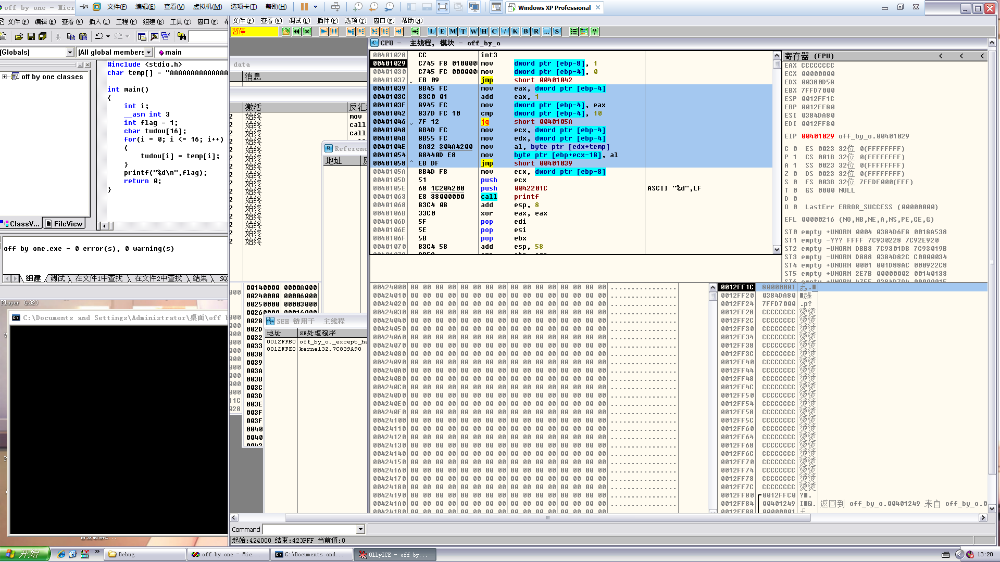 off by one - Micr
文件(F) 编辑(E) 查看(V) 虚拟机(M) 选项卡(T) 帮助(H)
Windows XP Professional
文件(F) 编辑(E) 查看(V) 插入(I) 工程(P) 组建(B) 工具(T) 窗口(W)
文件(F) 查看(V) 调试(D) 插件(P) 选项(T) 窗口(W) 帮助(H)
暂停
L E M T W H C / K B R ... S
(Globals)
(All global members
main
off by one classes
ClassV...
FileView
#include <stdio.h>
char temp[] = "AAAAAAAAAAAAAA
int main()
{
int i;
__asm int 3
int flag = 1;
char tudou[16];
for(i = 0; i <= 16; i++)
{
tudou[i] = temp[i];
}
printf("%d\n",flag);
return 0;
}
off by one.exe - 0 error(s), 0 warning(s)
组建 调试 在文件1中查找 在文件2中查找 结果 SQ
Player (x32)
C:\Documents and Settings\Administrator\桌面\off b
data
消息
激活 反汇
始终 mov
始终 call
始终 call
始终
始终
始终
始终
始终
始终
始终
始终
始终
始终
始终
始终
始终
Referenc
地址
00140000 0000A000
00240000 00006000
00250000 00003000
00260000 00016000
0028
002D
0032
0033
0038
0039
003A
003B
003C
003D
003E
003F
003F
0040
0040
SEH 链用于 主线程
地址 SE处理程序
0012FFB0 off_by_o._except_ha
0012FFE0 kernel32.7C839A90
CPU - 主线程, 模块 - off_by_o
00401028 CC int3
00401029 C745 F8 0100000 mov dword ptr [ebp-8], 1
00401030 C745 FC 0000000 mov dword ptr [ebp-4], 0
00401037 EB 09 jmp short 00401042
00401039 8B45 FC mov eax, dword ptr [ebp-4]
0040103C 83C0 01 add eax, 1
0040103F 8945 FC mov dword ptr [ebp-4], eax
00401042 837D FC 10 cmp dword ptr [ebp-4], 10
00401046 7F 12 jg short 0040105A
00401048 8B4D FC mov ecx, dword ptr [ebp-4]
0040104B 8B55 FC mov edx, dword ptr [ebp-4]
0040104E 8A82 304A4200 mov al, byte ptr [edx+temp]
00401054 88440D E8 mov byte ptr [ebp+ecx-18], al
00401058 EB DF jmp short 00401039
0040105A 8B4D F8 mov ecx, dword ptr [ebp-8]
0040105D 51 push ecx
0040105E 68 1C204200 push 0042201C ASCII "%d",LF
00401063 E8 38000000 call printf
00401068 83C4 08 add esp, 8
0040106B 33C0 xor eax, eax
0040106D 5F pop edi
0040106E 5E pop esi
0040106F 5B pop ebx
00401070 83C4 58 add esp, 58
寄存器 (FPU) < < <
EAX CCCCCCCC
ECX 00000000
EDX 00380D58
EBX 7FFD7000
ESP 0012FF1C
EBP 0012FF80
ESI 0384DA80
EDI 0012FF80
EIP 00401029 off_by_o.00401029
C 0 ES 0023 32位 0(FFFFFFFF)
P 1 CS 001B 32位 0(FFFFFFFF)
A 1 SS 0023 32位 0(FFFFFFFF)
Z 0 DS 0023 32位 0(FFFFFFFF)
S 0 FS 003B 32位 7FFDF000(FFF)
T 0 GS 0000 NULL
D 0
O 0 LastErr ERROR_SUCCESS (00000000)
EFL 00000216 (NO,NB,NE,A,NS,PE,GE,G)
ST0 empty +UNORM 0004 0384D6F8 0018A538
ST1 empty -??? FFFF 7C930228 7C92E920
ST2 empty -UNORM DBB8 7C9301DB 7C93019B
ST3 empty -UNORM D888 0384D82C C0000034
ST4 empty +UNORM 0001 001D88AC 000922C8
ST5 empty +UNORM 2E7B 00000002 00140138
00424000 00 00 00 00 00 00 00 00 00 00 00 00 00 00 00 00 ................
00424010 00 00 00 00 00 00 00 00 00 00 00 00 00 00 00 00 ................
00424020 00 00 00 00 00 00 00 00 00 00 00 00 00 00 00 00 ................
00424030 00 00 00 00 00 00 00 00 00 00 00 00 00 00 00 00 ................
00424040 00 00 00 00 00 00 00 00 00 00 00 00 00 00 00 00 ................
00424050 00 00 00 00 00 00 00 00 00 00 00 00 00 00 00 00 ................
00424060 00 00 00 00 00 00 00 00 00 00 00 00 00 00 00 00 ................
00424070 00 00 00 00 00 00 00 00 00 00 00 00 00 00 00 00 ................
00424080 00 00 00 00 00 00 00 00 00 00 00 00 00 00 00 00 ................
00424090 00 00 00 00 00 00 00 00 00 00 00 00 00 00 00 00 ................
004240A0 00 00 00 00 00 00 00 00 00 00 00 00 00 00 00 00 ................
004240B0 00 00 00 00 00 00 00 00 00 00 00 00 00 00 00 00 ................
004240C0 00 00 00 00 00 00 00 00 00 00 00 00 00 00 00 00 ................
004240D0 00 00 00 00 00 00 00 00 00 00 00 00 00 00 00 00 ................
004240E0 00 00 00 00 00 00 00 00 00 00 00 00 00 00 00 00 ................
004240F0 00 00 00 00 00 00 00 00 00 00 00 00 00 00 00 00 ................
00424100 00 00 00 00 00 00 00 00 00 00 00 00 00 00 00 00 ................
00424110 00 00 00 00 00 00 00 00 00 00 00 00 00 00 00 00 ................
00424120 00 00 00 00 00 00 00 00 00 00 00 00 00 00 00 00 ................
00424130 00 00 00 00 00 00 00 00 00 00 00 00 00 00 00 00 ................
00424140 00 00 00 00 00 00 00 00 00 00 00 00 00 00 00 00 ................
00424150 00 00 00 00 00 00 00 00 00 00 00 00 00 00 00 00 ................
00424160 00 00 00 00 00 00 00 00 00 00 00 00 00 00 00 00 ................
00424170 00 00 00 00 00 00 00 00 00 00 00 00 00 00 00 00 ................
00424180 00 00 00 00 00 00 00 00 00 00 00 00 00 00 00 00 ................
00424190 00 00 00 00 00 00 00 00 00 00 00 00 00 00 00 00 ................
004241A0 00 00 00 00 00 00 00 00 00 00 00 00 00 00 00 00 ................
004241B0 00 00 00 00 00 00 00 00 00 00 00 00 00 00 00 00 ................
0012FF1C 80000001
0012FF20 0384DA80
0012FF24 7FFD7000 .p?
0012FF28 CCCCCCCC 烫烫
0012FF2C CCCCCCCC 烫烫
0012FF30 CCCCCCCC 烫烫
0012FF34 CCCCCCCC 烫烫
0012FF38 CCCCCCCC 烫烫
0012FF3C CCCCCCCC 烫烫
0012FF40 CCCCCCCC 烫烫
0012FF44 CCCCCCCC 烫烫
0012FF48 CCCCCCCC 烫烫
0012FF4C CCCCCCCC 烫烫
0012FF50 CCCCCCCC 烫烫
0012FF54 CCCCCCCC 烫烫
0012FF58 CCCCCCCC 烫烫
0012FF5C CCCCCCCC 烫烫
0012FF60 CCCCCCCC 烫烫
0012FF64 CCCCCCCC 烫烫
0012FF68 CCCCCCCC 烫烫
0012FF6C CCCCCCCC 烫烫
0012FF70 CCCCCCCC 烫烫
0012FF74 CCCCCCCC 烫烫
0012FF78 CCCCCCCC 烫烫
0012FF7C CCCCCCCC 烫烫
0012FF80 0012FFC0
0012FF84 00401249 I■@. 返回到 off_by_o.00401249 来自 off_by_o.0
0012FF88 00000001
Command
起始:424000 结束:423FFF 当前值:0
开始
Debug
off by one - Mic...
C:\Documents and...
OllyICE - off by...
13:20